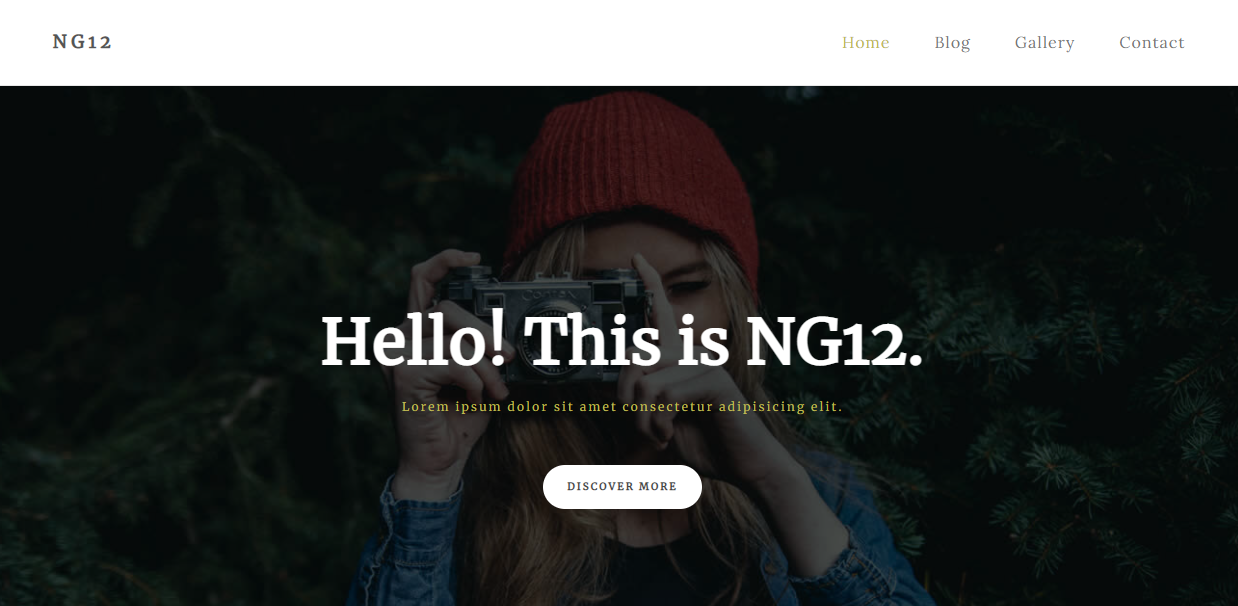 NG12
Home Blog Gallery Contact
Contax
Hello! This is NG12.
Lorem ipsum dolor sit amet consectetur adipisicing elit.
DISCOVER MORE